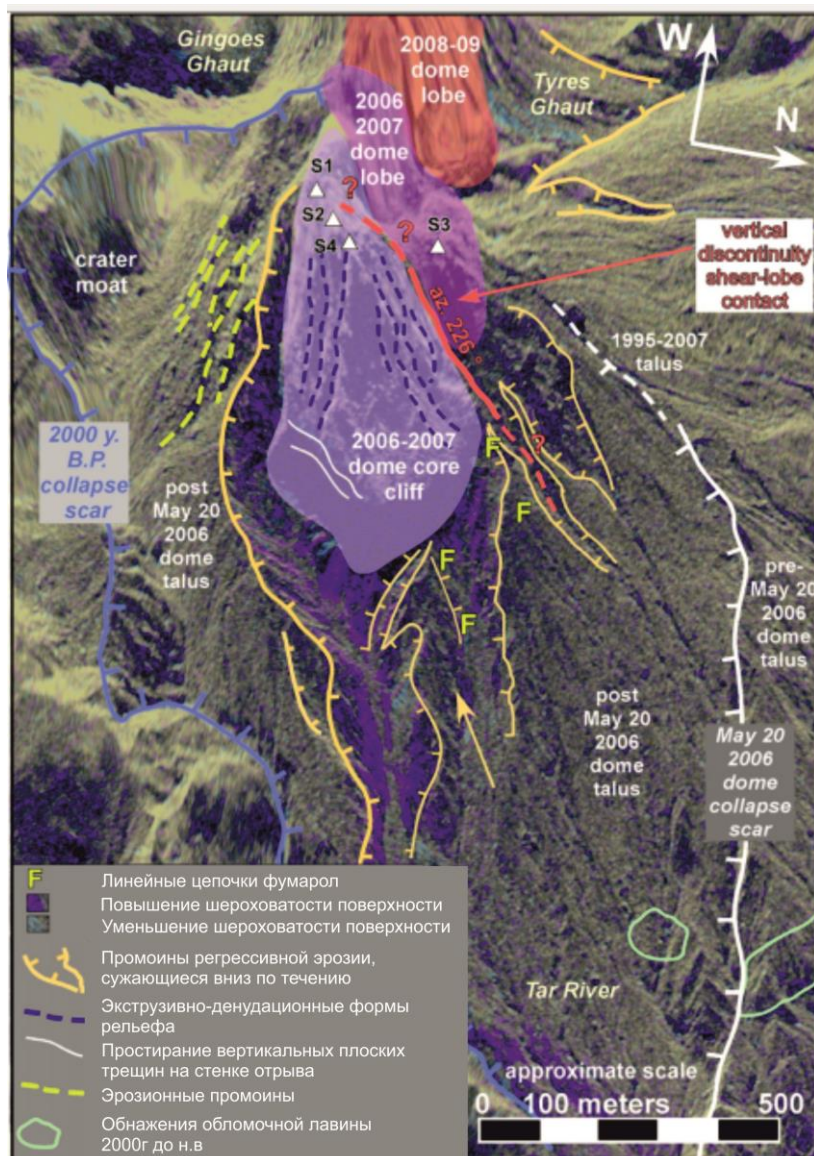 Gingoes
Ghaut
2008-09
dome
lobe
W
N
Tyres
Ghaut
2006
2007
dome
lobe
S1
?
S2
?
S3
S4
crater
moat
vertical
discontinuity
shear-lobe
contact
az. 226 °
1995-2007
talus
2000 y.
B.P.
collapse
scar
2006-2007
dome core
cliff
?
F
F
F
F
post
May 20
2006
dome
talus
pre-
May 20
2006
dome
talus
post
May 20
2006
dome
talus
May 20
2006
dome
collapse
scar
F Линейные цепочки фумарол
Повышение шероховатости поверхности
Уменьшение шероховатости поверхности
Промоины регрессивной эрозии,
сужающиеся вниз по течению
Экструзивно-денудационные формы
рельефа
Простирание вертикальных плоских
трещин на стенке отрыва
Эрозионные промоины
Обнажения обломочной лавины
2000г до н.в
Tar River
approximate scale
0 100 meters 500